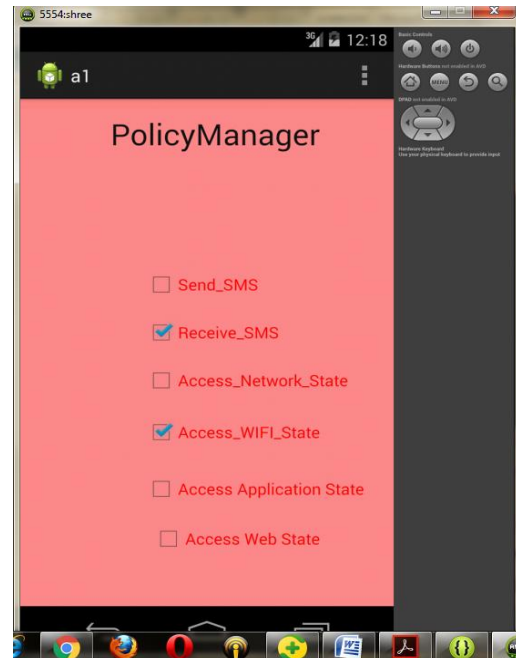 5554:shree
3G 12:18
a1
PolicyManager
Send_SMS
Receive_SMS
Access_Network_State
Access_WIFI_State
Access Application State
Access Web State
Basic Controls
Hardware Buttons not enabled in AVD
MENU
DPAD not enabled in AVD
Hardware Keyboard
Use your physical keyboard to provide input